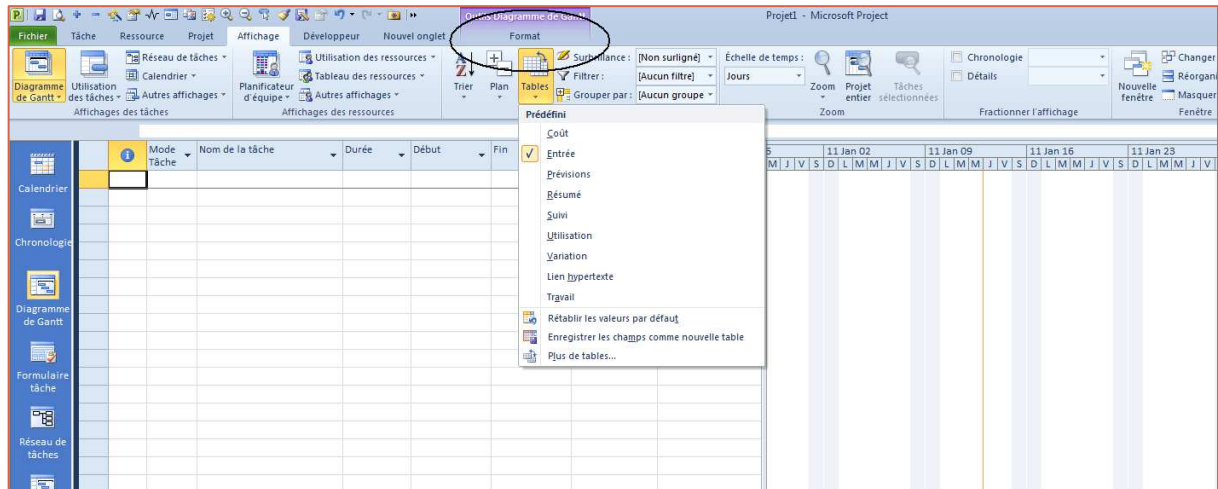 Outils Diagramme de Gantt
Projet1 - Microsoft Project
Fichier Tâche Ressource Projet Affichage Développeur Nouvel onglet Format
Diagramme de Gantt
Utilisation des tâches
Réseau de tâches
Calendrier
Autres affichages
Affichages des tâches
Planificateur d'équipe
Utilisation des ressources
Tableau des ressources
Autres affichages
Affichages des ressources
Trier
Plan
Tables
Surbrillance : [Non surligné]
Filtrer : [Aucun filtre]
Grouper par : [Aucun groupe
Échelle de temps :
Jours
Zoom
Projet entier
Tâches sélectionnées
Zoom
Chronologie
Détails
Fractionner l'affichage
Nouvelle fenêtre
Changer
Réorgani
Masquer
Fenêtre
Prédéfini
Coût
Entrée
Prévisions
Résumé
Suivi
Utilisation
Variation
Lien hypertexte
Travail
Rétablir les valeurs par défaut
Enregistrer les champs comme nouvelle table
Plus de tables...
Mode Tâche
Nom de la tâche
Durée
Début
Fin
11 Jan 02 11 Jan 09 11 Jan 16 11 Jan 23
M J V S D L M M J V S D L M M J V S D L M M J V S D L M M J V
Calendrier
Chronologie
Diagramme de Gantt
Formulaire tâche
Réseau de tâches